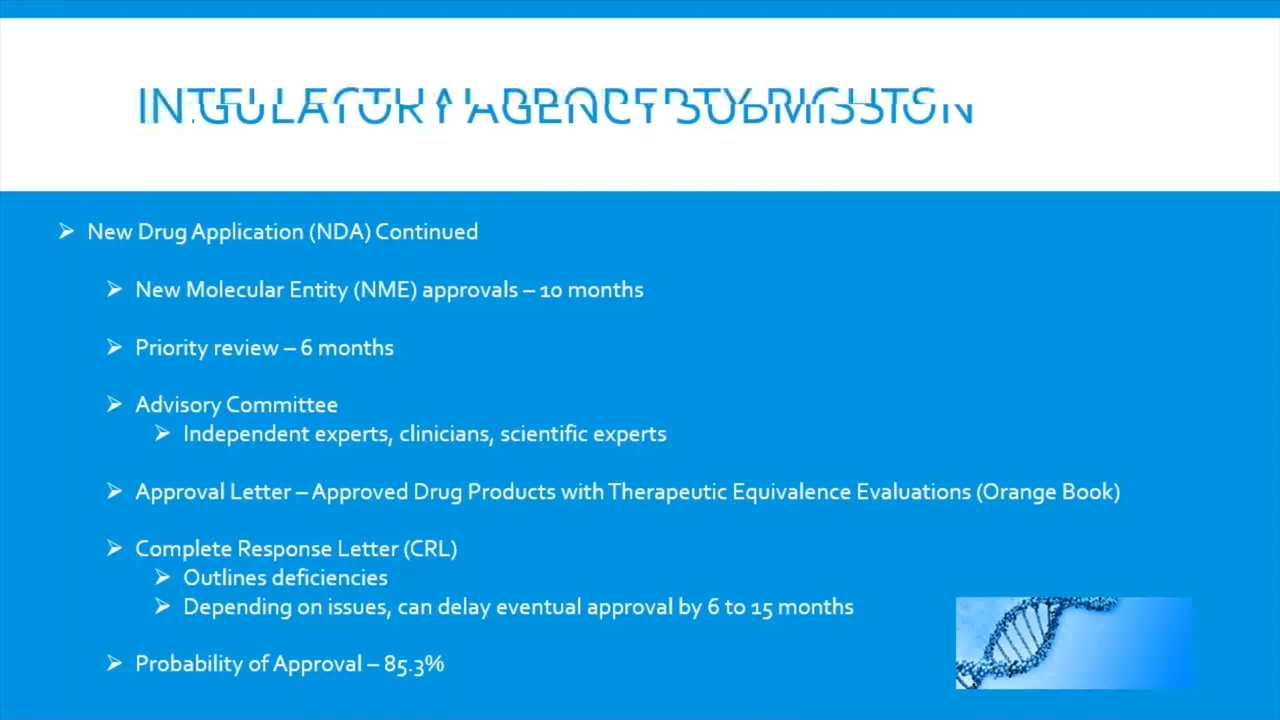 New Drug Application (NDA) Continued
New Molecular Entity (NME) approvals – 10 months
Priority review – 6 months
Advisory Committee
Independent experts, clinicians, scientific experts
Approval Letter – Approved Drug Products with Therapeutic Equivalence Evaluations (Orange Book)
Complete Response Letter (CRL)
Outlines deficiencies
Depending on issues, can delay eventual approval by 6 to 15 months
Probability of Approval – 85.3%